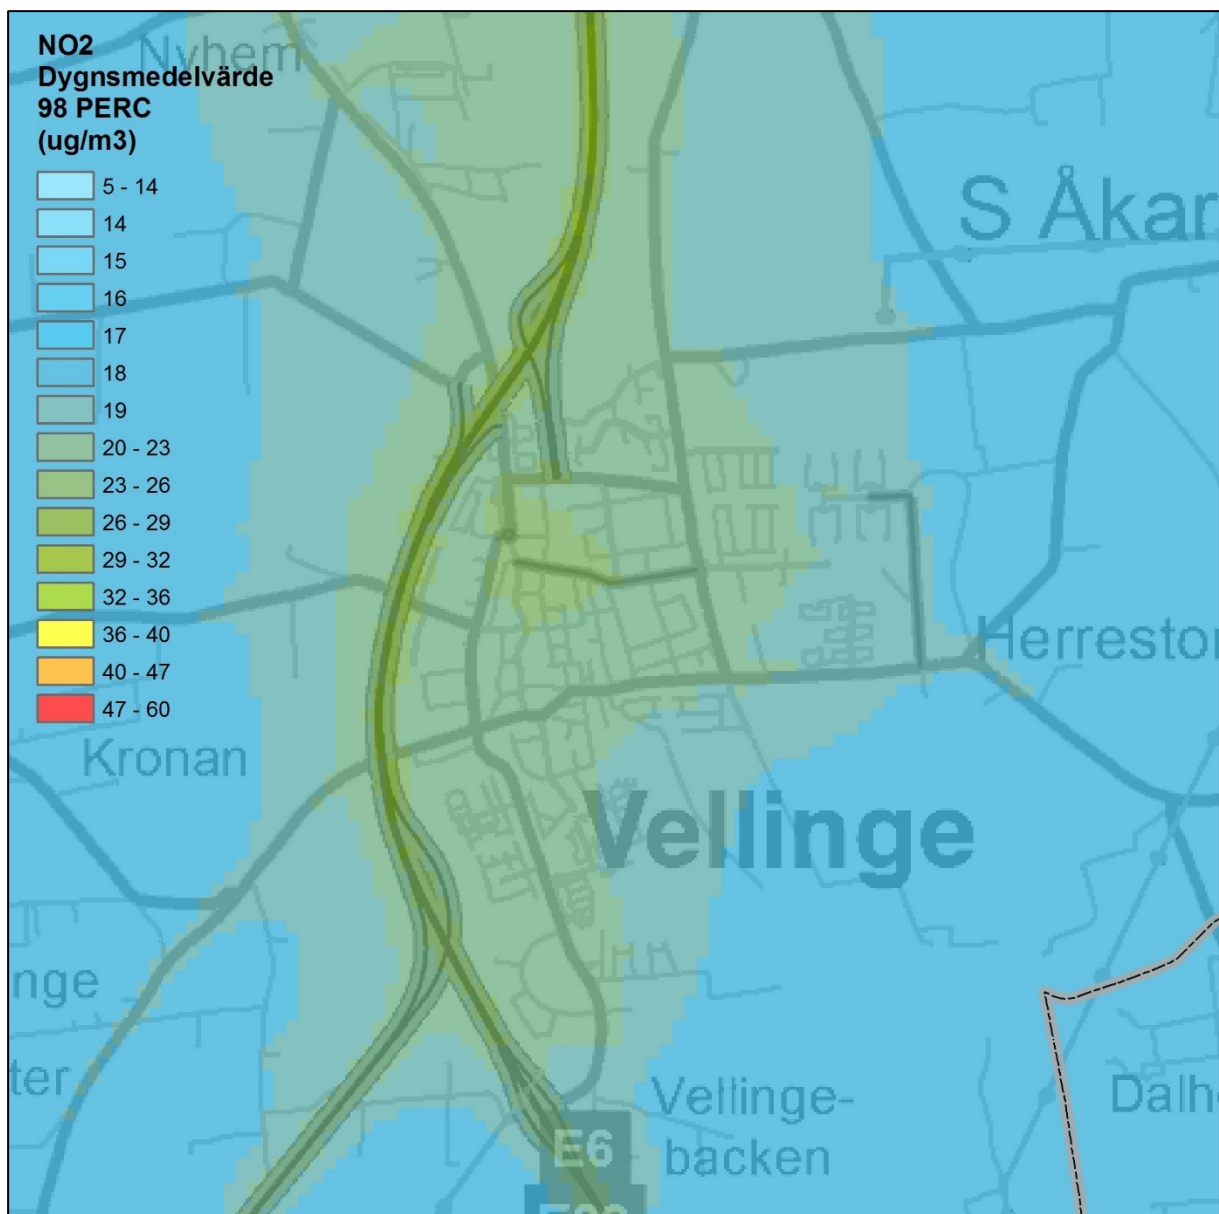 NO2
Dygnsmedelvärde
98 PERC
(ug/m3)
5 - 14
14
15
16
17
18
19
20 - 23
23 - 26
26 - 29
29 - 32
32 - 36
36 - 40
40 - 47
47 - 60
Nyhem
S Åkar
Herrestor
Kronan
Vellinge
nge
ter
Vellinge-
backen
Dalh
E6